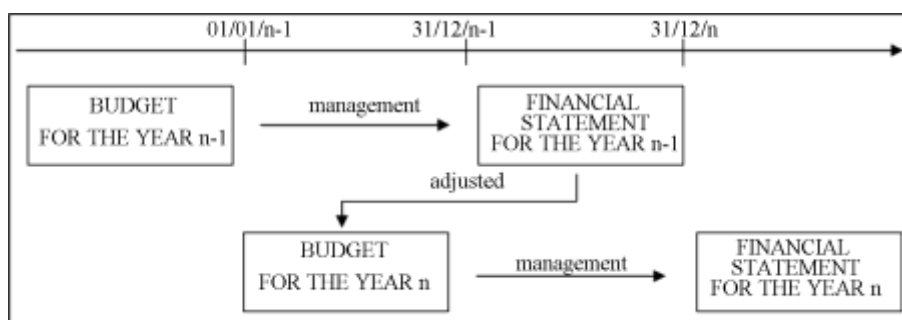 01/01/n-1 31/12/n-1 31/12/n
BUDGET
FOR THE YEAR n-1
management
FINANCIAL
STATEMENT
FOR THE YEAR n-1
adjusted
BUDGET
FOR THE YEAR n
management
FINANCIAL
STATEMENT
FOR THE YEAR n